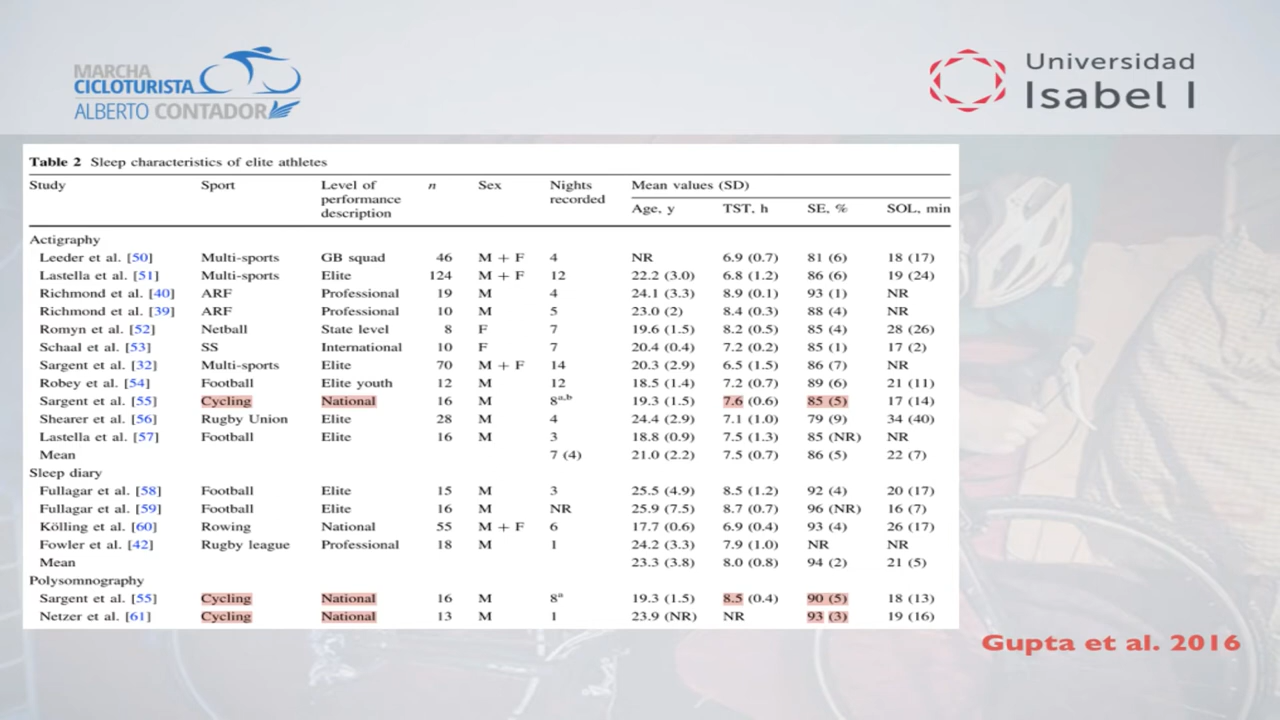 MARCHA
CICLOTURISTA
ALBERTO CONTADOR
Universidad
Isabel I
Table 2 Sleep characteristics of elite athletes
Study Sport Level of performance description n Sex Nights recorded Mean values (SD)
Age, y TST, h SE, % SOL, min
Actigraphy
Leeder et al. [50] Multi-sports GB squad 46 M + F 4 NR 6.9 (0.7) 81 (6) 18 (17)
Lastella et al. [51] Multi-sports Elite 124 M + F 12 22.2 (3.0) 6.8 (1.2) 86 (6) 19 (24)
Richmond et al. [40] ARF Professional 19 M 4 24.1 (3.3) 8.9 (0.1) 93 (1) NR
Richmond et al. [39] ARF Professional 10 M 5 23.0 (2) 8.4 (0.3) 88 (4) NR
Romyn et al. [52] Netball State level 8 F 7 19.6 (1.5) 8.2 (0.5) 85 (4) 28 (26)
Schaal et al. [53] SS International 10 F 7 20.4 (0.4) 7.2 (0.2) 85 (1) 17 (2)
Sargent et al. [32] Multi-sports Elite 70 M + F 14 20.3 (2.9) 6.5 (1.5) 86 (7) NR
Robey et al. [54] Football Elite youth 12 M 12 18.5 (1.4) 7.2 (0.7) 89 (6) 21 (11)
Sargent et al. [55] Cycling National 16 M 8a,b 19.3 (1.5) 7.6 (0.6) 85 (5) 17 (14)
Shearer et al. [56] Rugby Union Elite 28 M 4 24.4 (2.9) 7.1 (1.0) 79 (9) 34 (40)
Lastella et al. [57] Football Elite 16 M 3 18.8 (0.9) 7.5 (1.3) 85 (NR) NR
Mean 7 (4) 21.0 (2.2) 7.5 (0.7) 86 (5) 22 (7)
Sleep diary
Fullagar et al. [58] Football Elite 15 M 3 25.5 (4.9) 8.5 (1.2) 92 (4) 20 (17)
Fullagar et al. [59] Football Elite 16 M NR 25.9 (7.5) 8.7 (0.7) 96 (NR) 16 (7)
Kölling et al. [60] Rowing National 55 M + F 6 17.7 (0.6) 6.9 (0.4) 93 (4) 26 (17)
Fowler et al. [42] Rugby league Professional 18 M 1 24.2 (3.3) 7.9 (1.0) NR NR
Mean 23.3 (3.8) 8.0 (0.8) 94 (2) 21 (5)
Polysomnography
Sargent et al. [55] Cycling National 16 M 8a 19.3 (1.5) 8.5 (0.4) 90 (5) 18 (13)
Netzer et al. [61] Cycling National 13 M 1 23.9 (NR) NR 93 (3) 19 (16)
Gupta et al. 2016